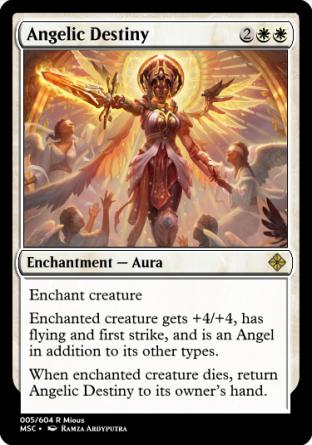 Angelic Destiny 2
Enchantment — Aura
Enchant creature
Enchanted creature gets +4/+4, has
flying and first strike, and is an Angel
in addition to its other types.
When enchanted creature dies, return
Angelic Destiny to its owner's hand.
005/604 R Mious
MSC • Ramza Ardyputra